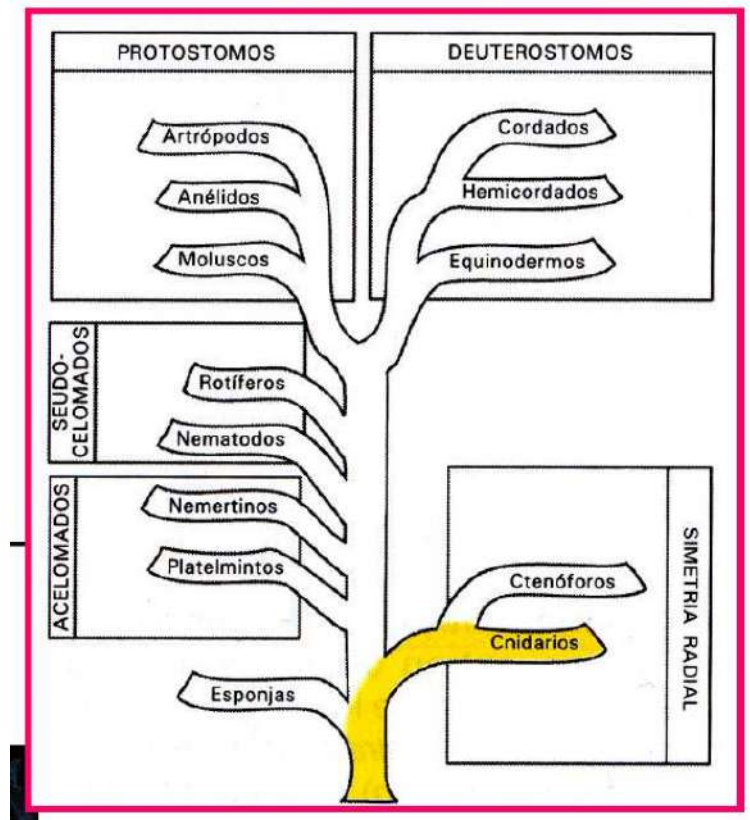 PROTOSTOMOS
DEUTEROSTOMOS
Artrópodos
Anélidos
Moluscos
Cordados
Hemicordados
Equinodermos
SEUDO-
CELOMADOS
Rotíferos
Nematodos
ACELOMADOS
Nemertinos
Platelmintos
Esponjas
Ctenóforos
Cnidarios
SIMETRIA RADIAL